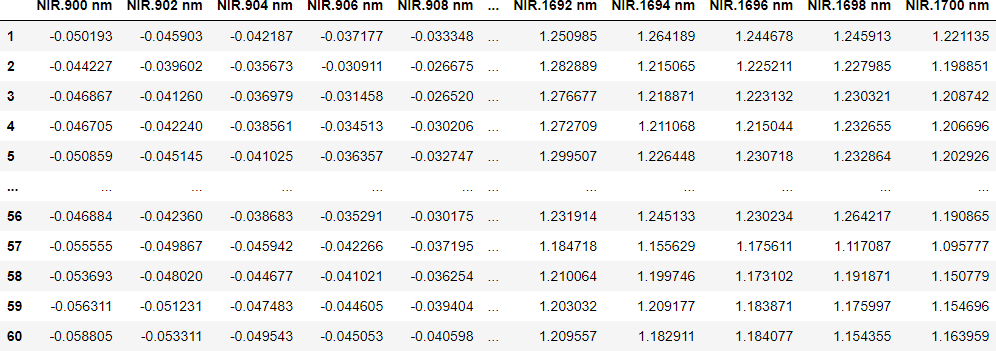 NIR.900 nm NIR.902 nm NIR.904 nm NIR.906 nm NIR.908 nm ... NIR.1692 nm NIR.1694 nm NIR.1696 nm NIR.1698 nm NIR.1700 nm
1 -0.050193 -0.045903 -0.042187 -0.037177 -0.033348 ... 1.250985 1.264189 1.244678 1.245913 1.221135
2 -0.044227 -0.039602 -0.035673 -0.030911 -0.026675 ... 1.282889 1.215065 1.225211 1.227985 1.198851
3 -0.046867 -0.041260 -0.036979 -0.031458 -0.026520 ... 1.276677 1.218871 1.223132 1.230321 1.208742
4 -0.046705 -0.042240 -0.038561 -0.034513 -0.030206 ... 1.272709 1.211068 1.215044 1.232655 1.206696
5 -0.050859 -0.045145 -0.041025 -0.036357 -0.032747 ... 1.299507 1.226448 1.230718 1.232864 1.202926
... ... ... ... ... ... ... ... ... ... ... ...
56 -0.046884 -0.042360 -0.038683 -0.035291 -0.030175 ... 1.231914 1.245133 1.230234 1.264217 1.190865
57 -0.055555 -0.049867 -0.045942 -0.042266 -0.037195 ... 1.184718 1.155629 1.175611 1.117087 1.095777
58 -0.053693 -0.048020 -0.044677 -0.041021 -0.036254 ... 1.210064 1.199746 1.173102 1.191871 1.150779
59 -0.056311 -0.051231 -0.047483 -0.044605 -0.039404 ... 1.203032 1.209177 1.183871 1.175997 1.154696
60 -0.058805 -0.053311 -0.049543 -0.045053 -0.040598 ... 1.209557 1.182911 1.184077 1.154355 1.163959